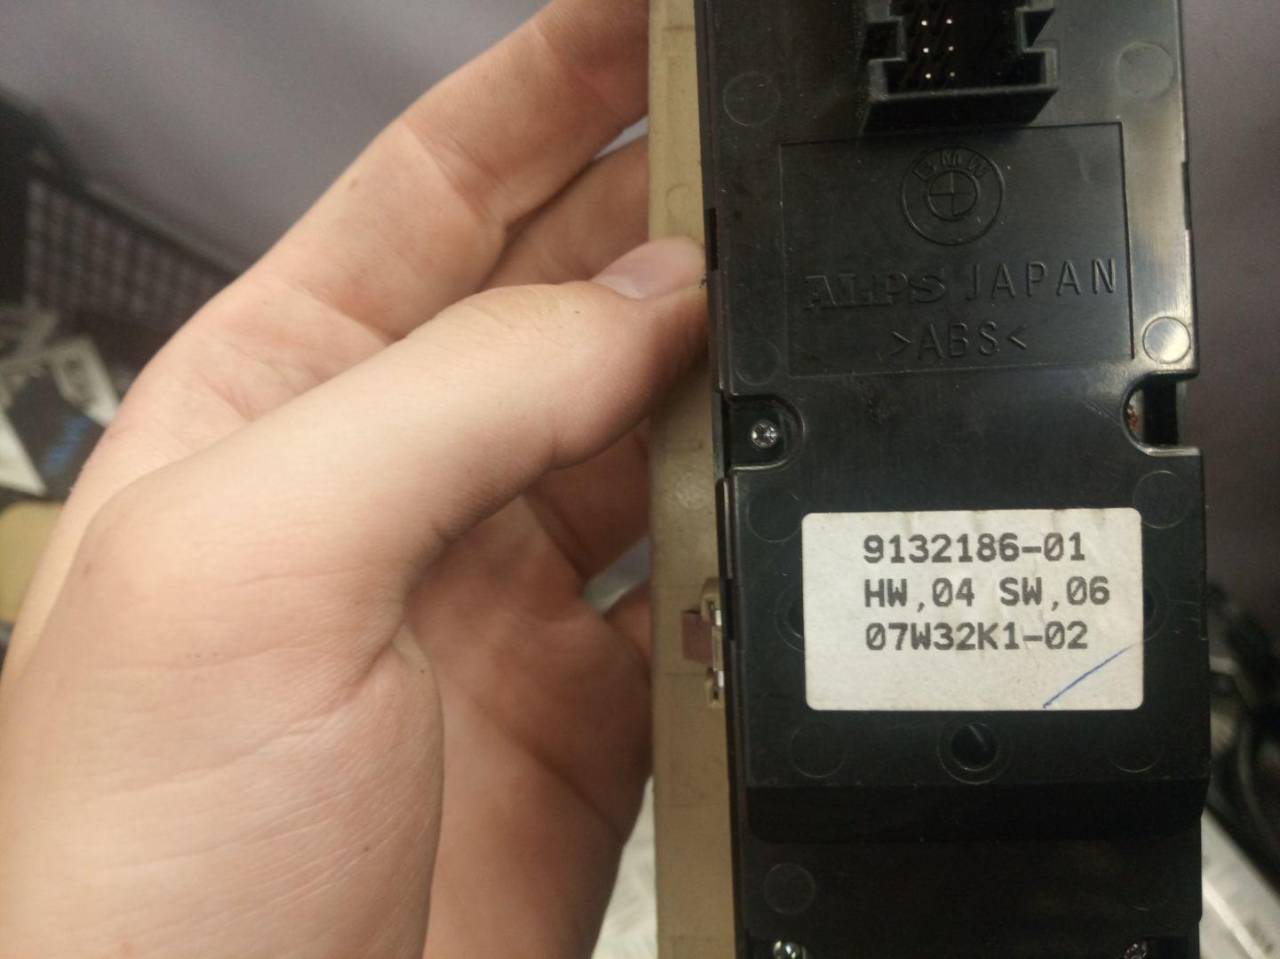 BMW
ALPS JAPAN
>ABS<
9132186-01
HW,04 SW,06
07W32K1-02